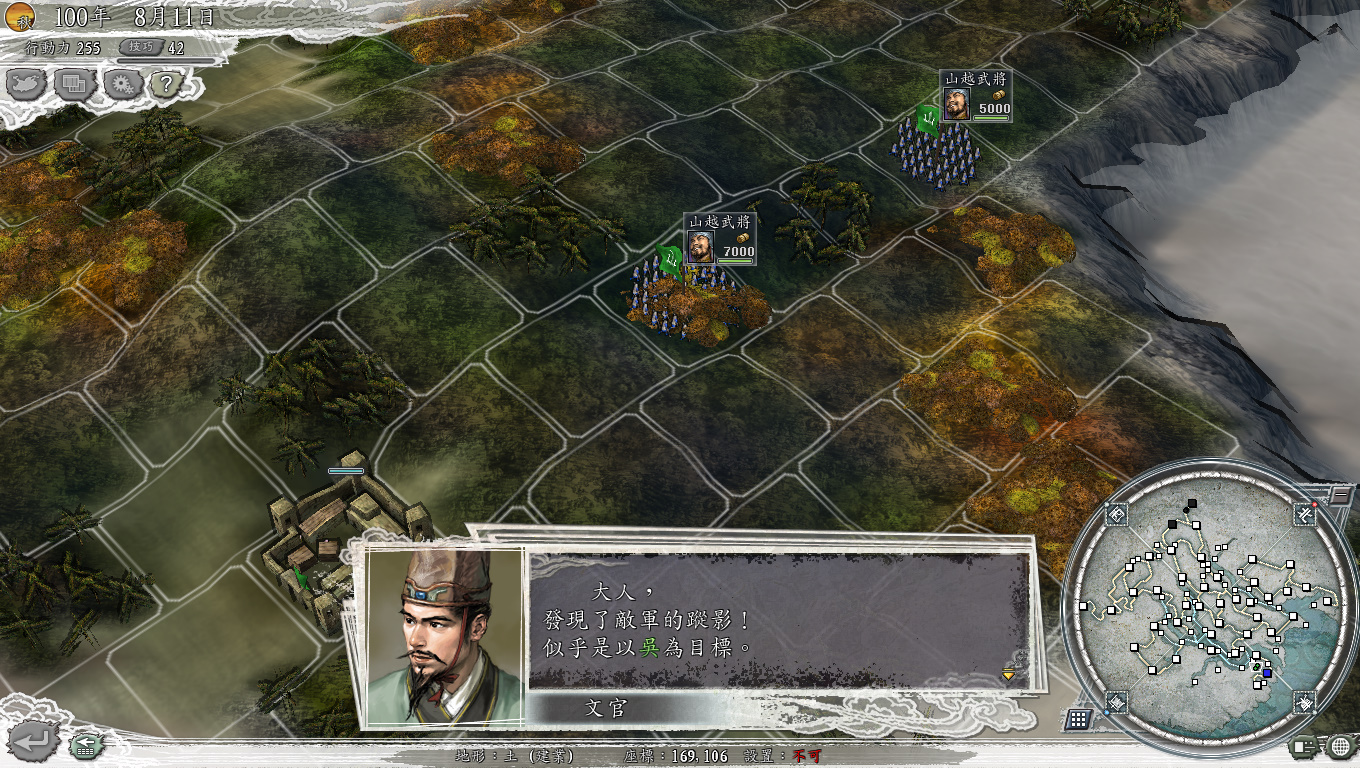 秋 100年 8月11日
行動力 255 技巧 42
?
山越武將
5000
山
山越武將
7000
山
大人，
發現了敵軍的蹤影！
似乎是以吳為目標。
文官
地形：土 (建業) 座標：169,106 設置：不可